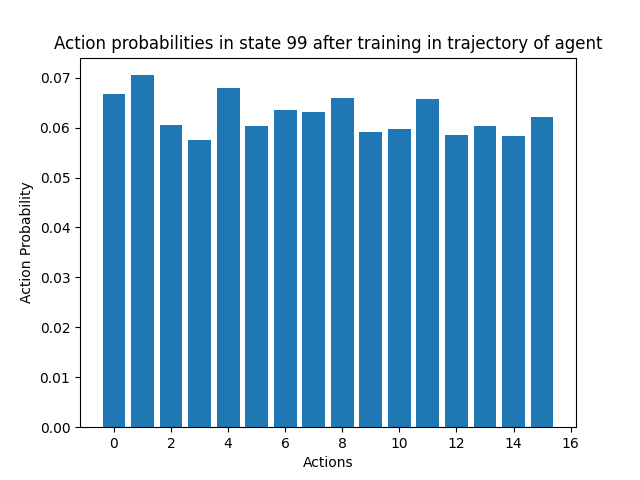 Action probabilities in state 99 after training in trajectory of agent
0.07
0.06
0.05
0.04
0.03
0.02
0.01
0.00
Action Probability
0 2 4 6 8 10 12 14 16
Actions